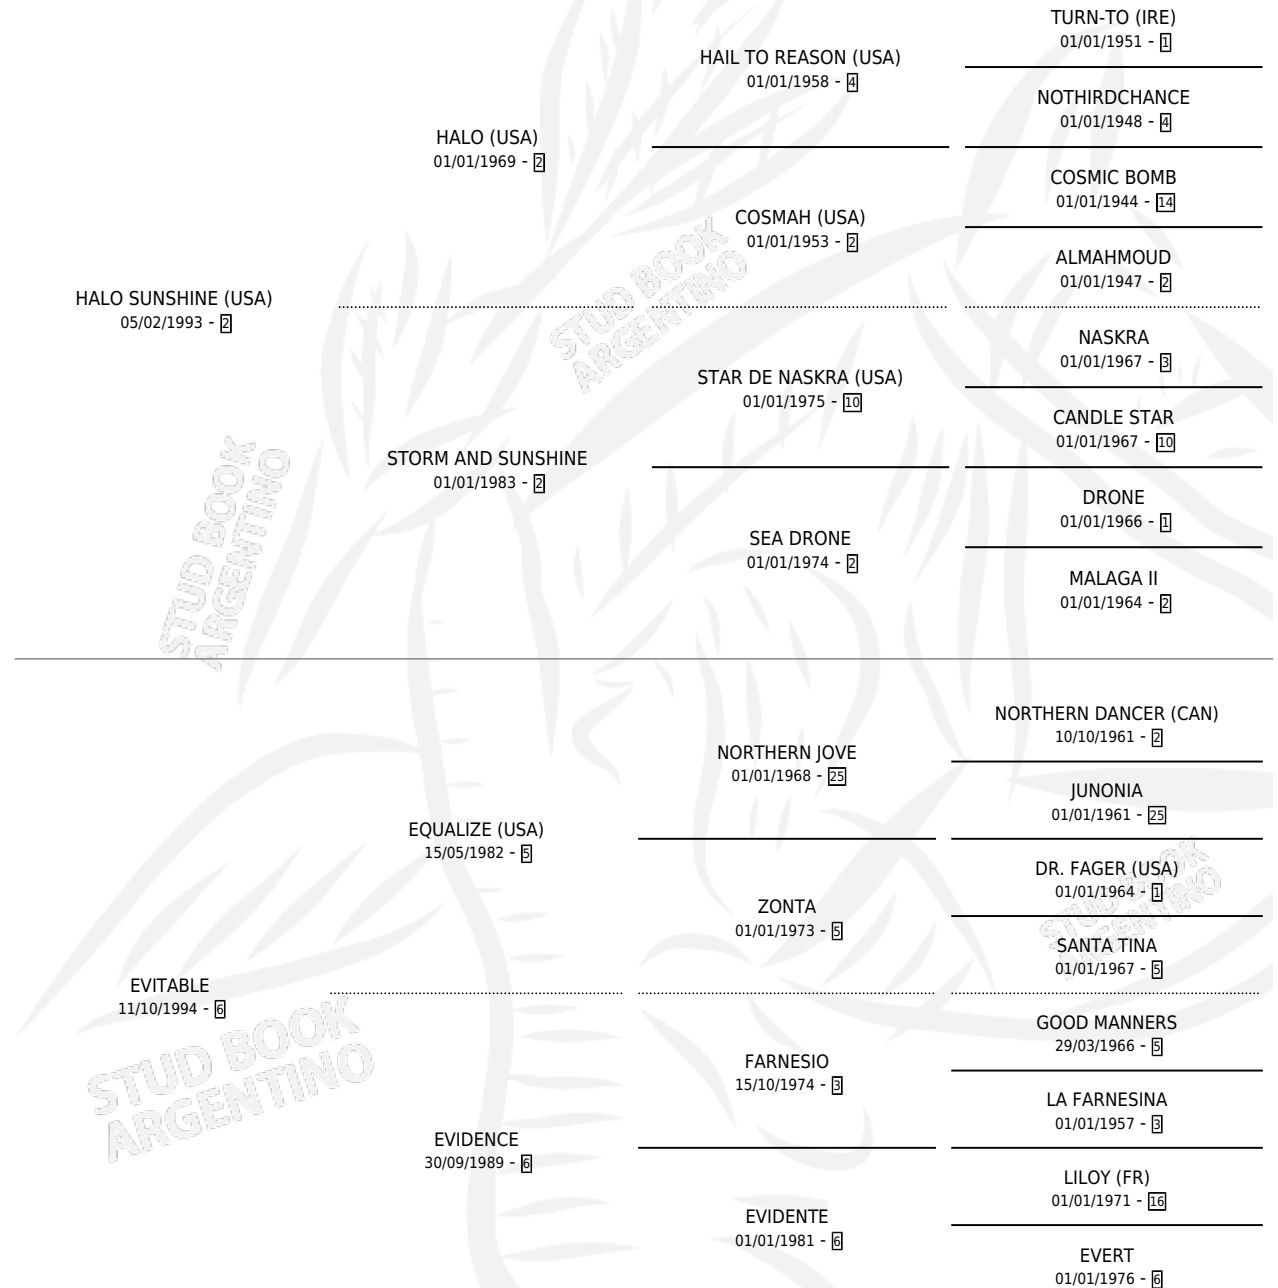 TURN-TO (IRE)
01/01/1951 - 1
HAIL TO REASON (USA)
01/01/1958 - 4
NOTHIRDCHANCE
01/01/1948 - 4
HALO (USA)
01/01/1969 - 2
COSMIC BOMB
01/01/1944 - 14
COSMAH (USA)
01/01/1953 - 2
ALMAHMOUD
01/01/1947 - 2
HALO SUNSHINE (USA)
05/02/1993 - 2
STUD BOOK
ARGENTINO
NASKRA
01/01/1967 - 3
STAR DE NASKRA (USA)
01/01/1975 - 10
CANDLE STAR
01/01/1967 - 10
STORM AND SUNSHINE
01/01/1983 - 2
STUD BOOK
ARGENTINO
DRONE
01/01/1966 - 1
SEA DRONE
01/01/1974 - 2
MALAGA II
01/01/1964 - 2
NORTHERN DANCER (CAN)
10/10/1961 - 2
NORTHERN JOVE
01/01/1968 - 25
JUNONIA
01/01/1961 - 25
EQUALIZE (USA)
15/05/1982 - 5
DR. FAGER (USA)
01/01/1964 - 1
STUD BOOK
ARGENTINO
ZONTA
01/01/1973 - 5
SANTA TINA
01/01/1967 - 5
EVITABLE
11/10/1994 - 6
STUD BOOK
ARGENTINO
GOOD MANNERS
29/03/1966 - 5
FARNESIO
15/10/1974 - 3
LA FARNESINA
01/01/1957 - 3
EVIDENCE
30/09/1989 - 6
LILOY (FR)
01/01/1971 - 16
EVIDENTE
01/01/1981 - 6
EVERT
01/01/1976 - 6